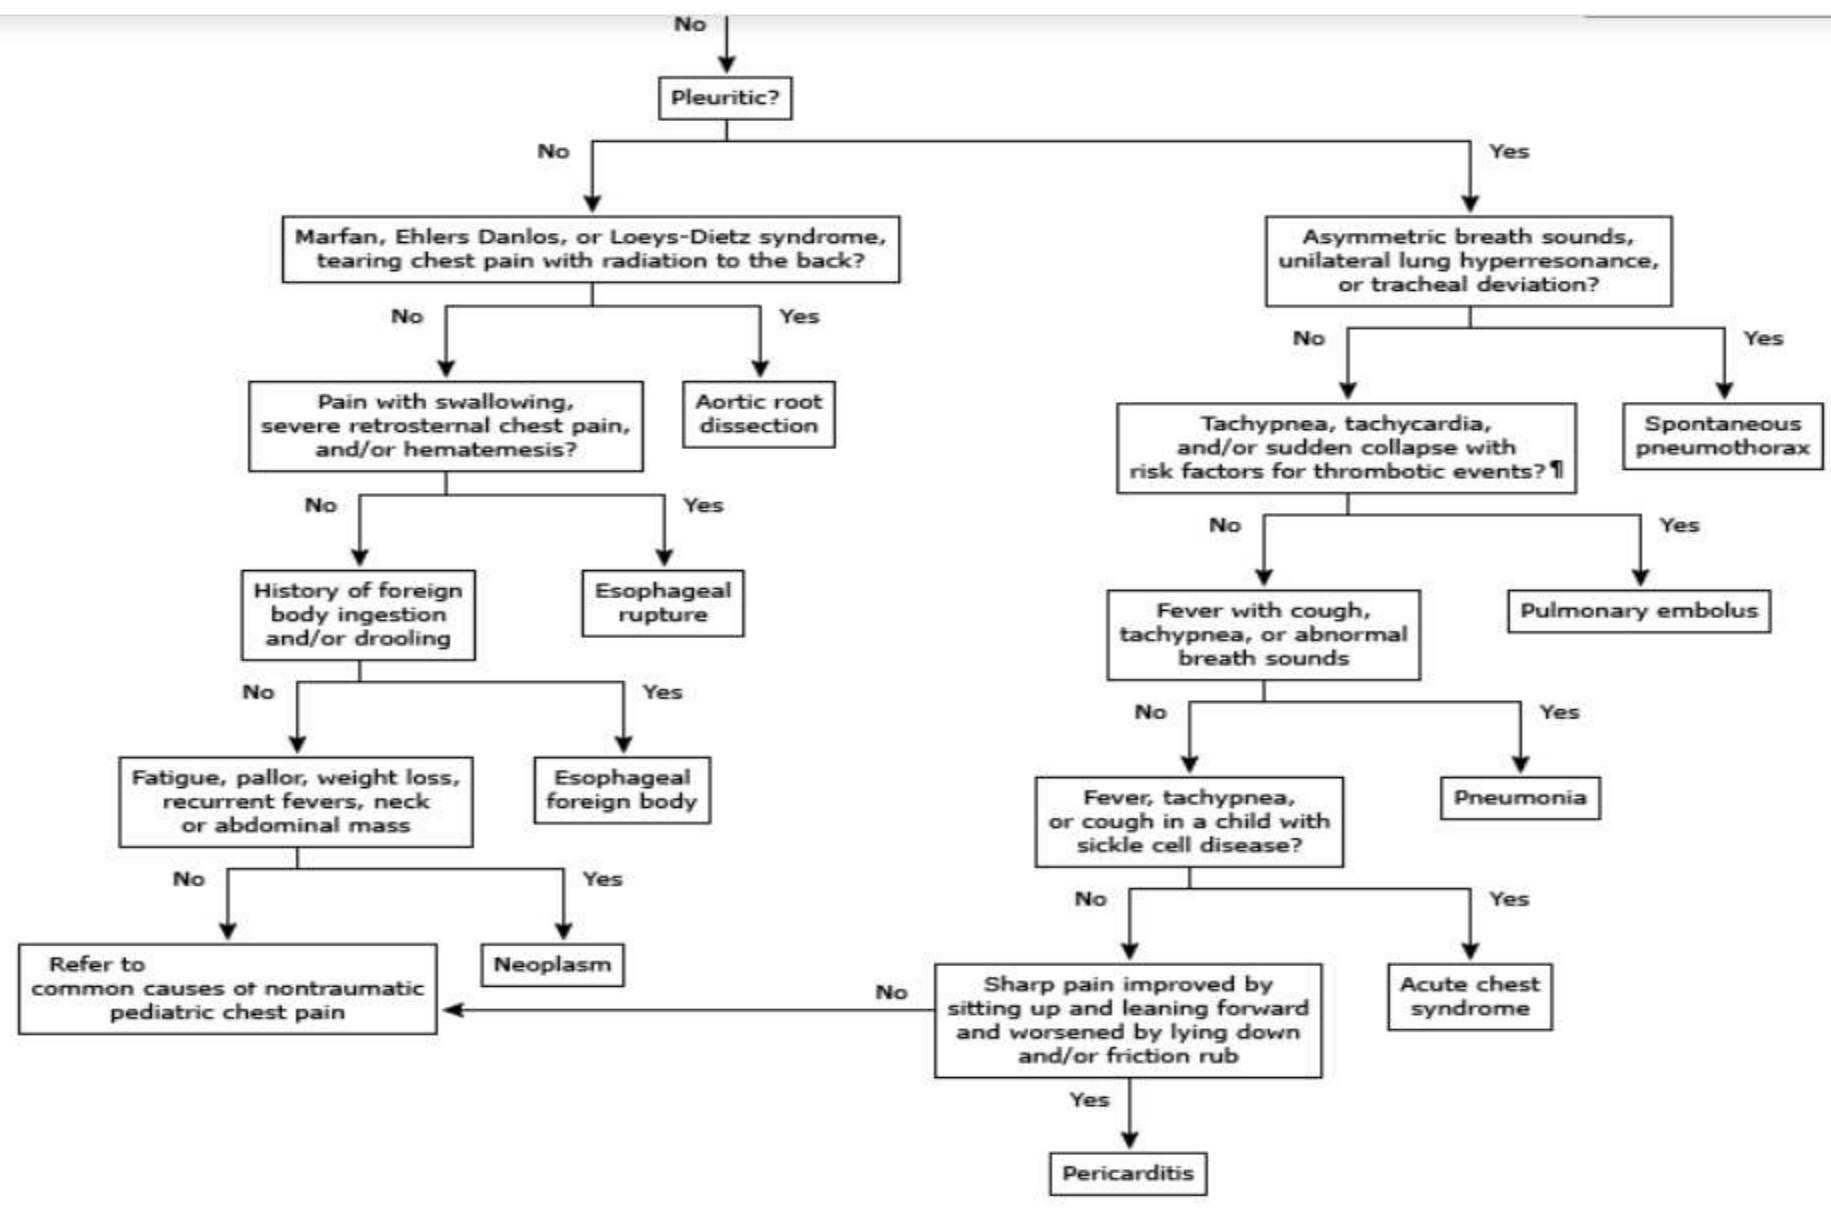 No
Pleuritic?
No
Yes
Marfan, Ehlers Danlos, or Loeys-Dietz syndrome,
tearing chest pain with radiation to the back?
Asymmetric breath sounds,
unilateral lung hyperresonance,
or tracheal deviation?
No
Yes
No
Yes
Pain with swallowing,
severe retrosternal chest pain,
and/or hematemesis?
Aortic root
dissection
Tachypnea, tachycardia,
and/or sudden collapse with
risk factors for thrombotic events?¶
Spontaneous
pneumothorax
No
Yes
No
Yes
History of foreign
body ingestion
and/or drooling
Esophageal
rupture
Fever with cough,
tachypnea, or abnormal
breath sounds
Pulmonary embolus
No
Yes
No
Yes
Fatigue, pallor, weight loss,
recurrent fevers, neck
or abdominal mass
Esophageal
foreign body
Fever, tachypnea,
or cough in a child with
sickle cell disease?
Pneumonia
No
Yes
No
Yes
Refer to
common causes of nontraumatic
pediatric chest pain
Neoplasm
No
Sharp pain improved by
sitting up and leaning forward
and worsened by lying down
and/or friction rub
Acute chest
syndrome
Yes
Pericarditis